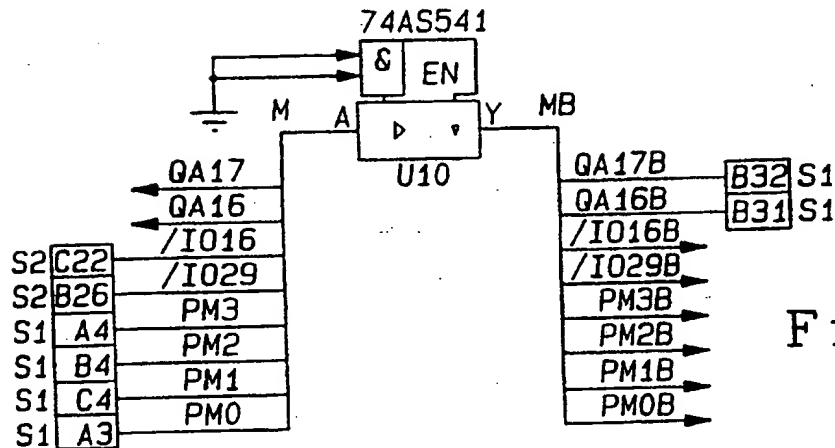 74AS541
&
EN
M
A
Y
MB
U10
QA17
QA16
S2 C22 /IO16
S2 B26 /IO29
S1 A4 PM3
S1 B4 PM2
S1 C4 PM1
S1 A3 PM0
QA17B B32 S1
QA16B B31 S1
/IO16B
/IO29B
PM3B
PM2B
PM1B
PM0B